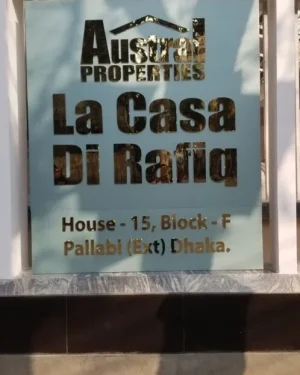 Austral
PROPERTIES
La Casa
Di Rafiq
House - 15, Block - F
Pallabi (Ext) Dhaka.